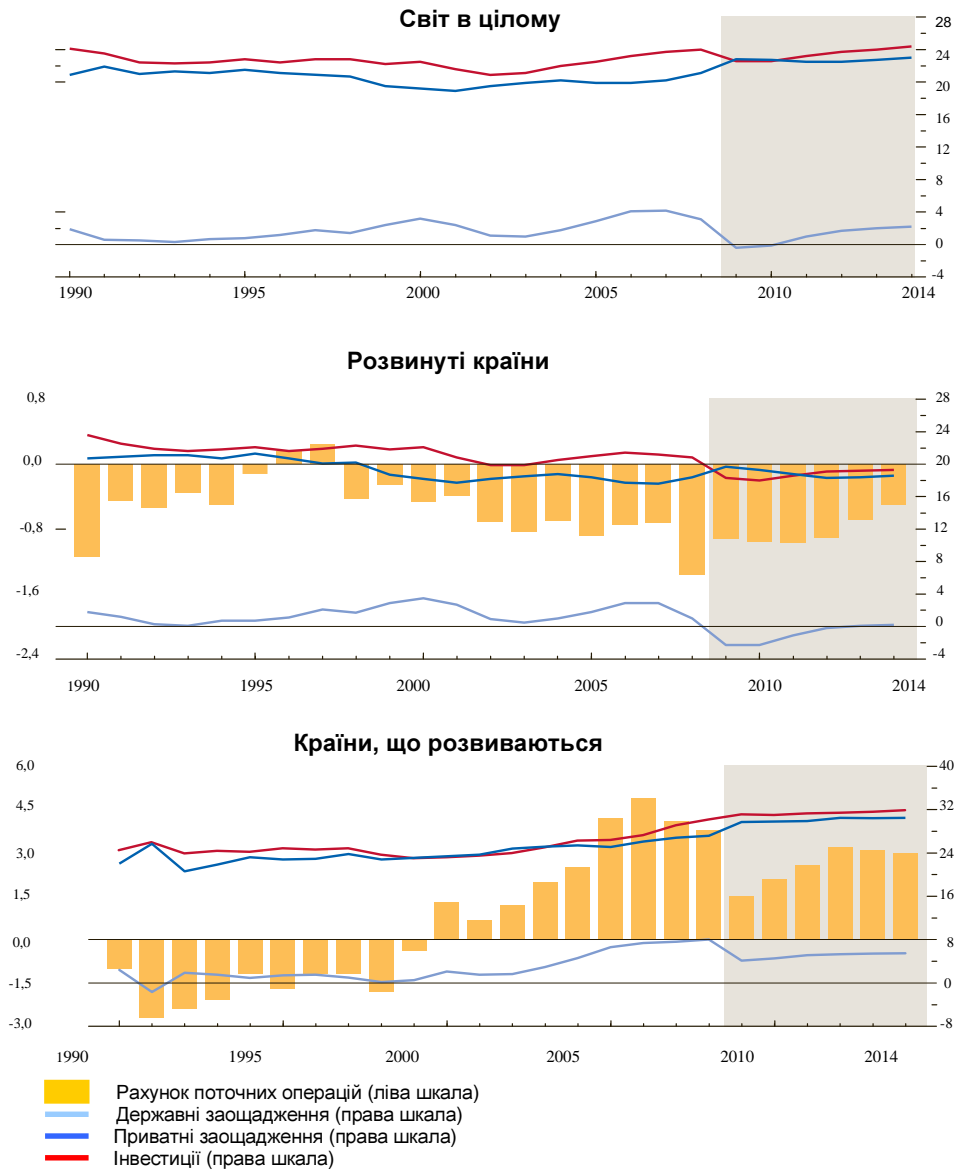 Світ в цілому
28
24
20
16
12
8
4
0
-4
1990 1995 2000 2005 2010 2014
Розвинуті країни
0,8 28
24
0,0 20
16
-0,8 12
8
-1,6 4
0
-2,4 -4
1990 1995 2000 2005 2010 2014
Країни, що розвиваються
6,0 40
4,5 32
3,0 24
1,5 16
0,0 8
-1,5 0
-3,0 -8
1990 1995 2000 2005 2010 2014
Рахунок поточних операцій (ліва шкала)
Державні заощадження (права шкала)
Приватні заощадження (права шкала)
Інвестиції (права шкала)